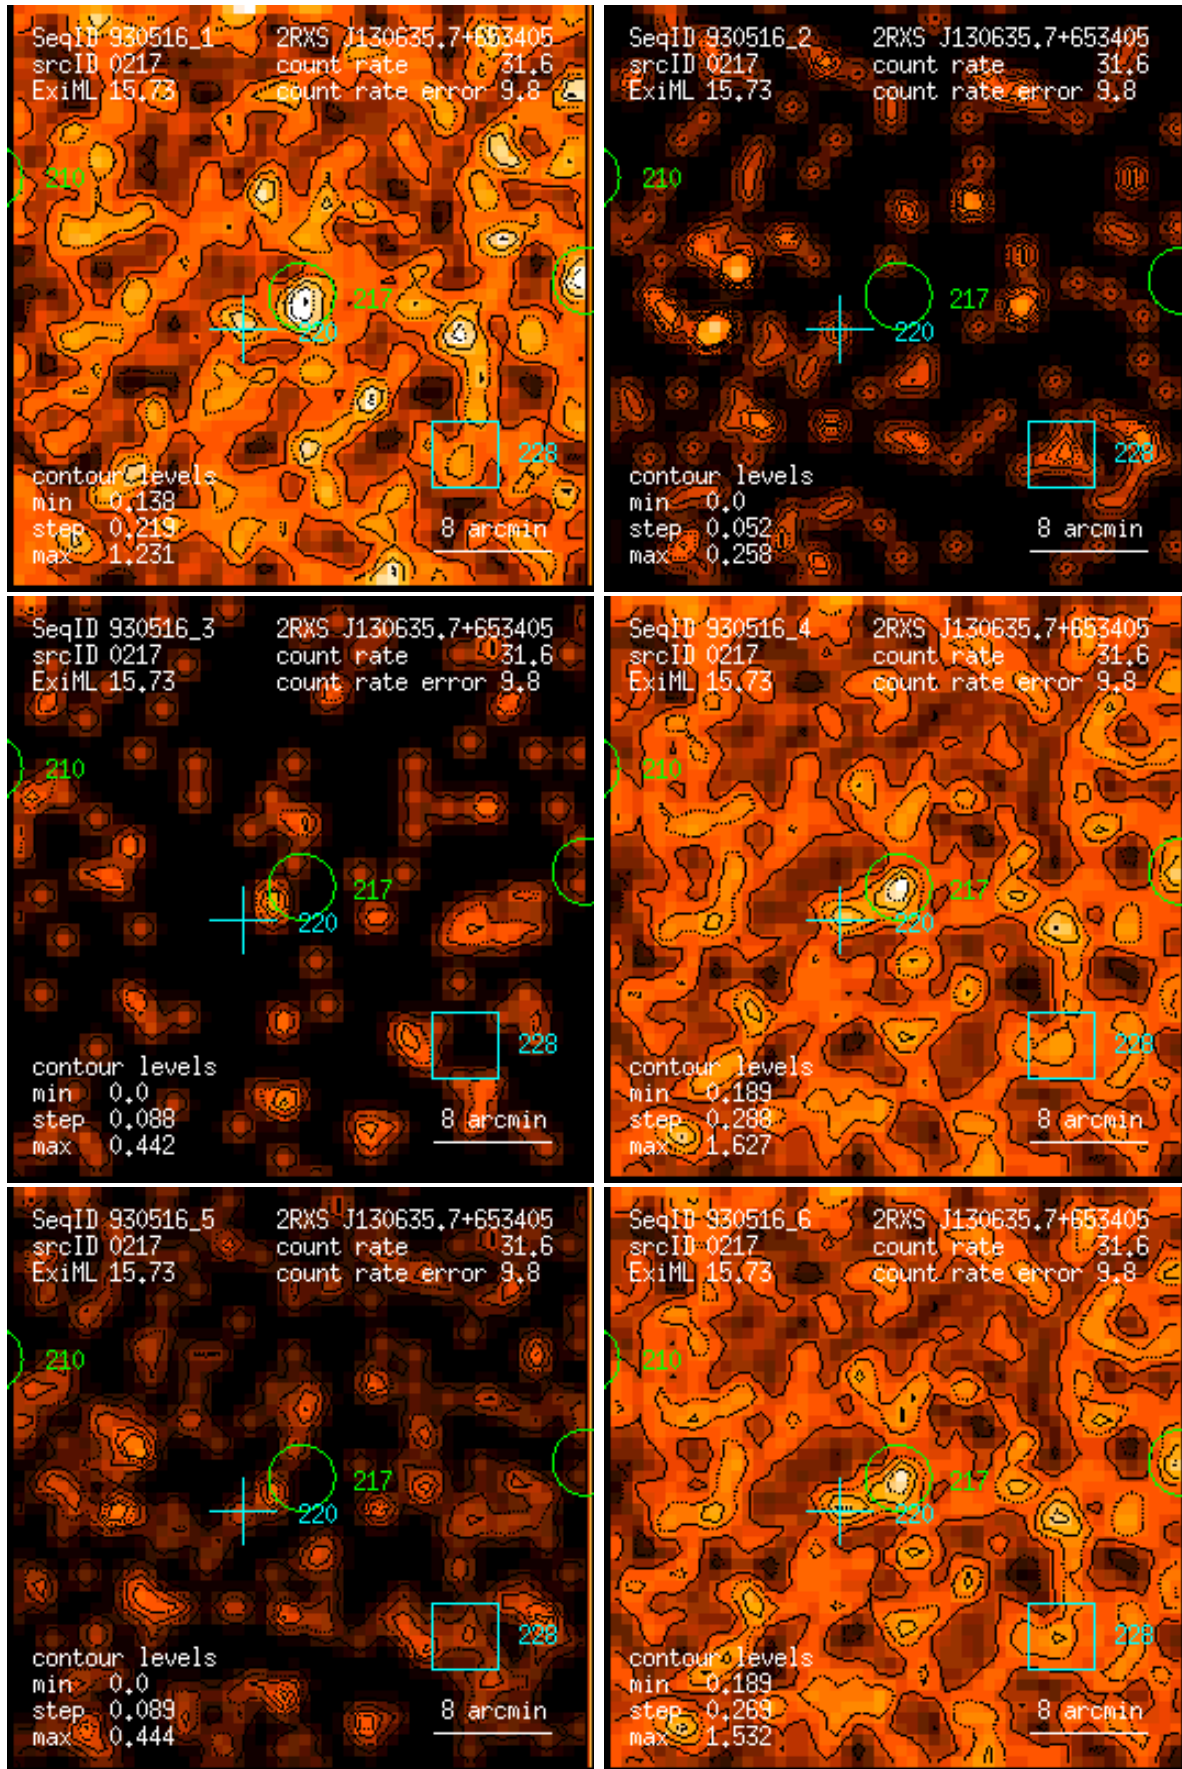 SeqID 930516_1 2RXS J130635.7+653405
srcID 0217 count rate 31.6
ExiML 15.73 count rate error 9.8
210
217
220
228
contour levels
min 0.138
step 0.219
max 1.231
8 arcmin
SeqID 930516_2 2RXS J130635.7+653405
srcID 0217 count rate 31.6
ExiML 15.73 count rate error 9.8
210
217
220
228
contour levels
min 0.0
step 0.052
max 0.258
8 arcmin
SeqID 930516_3 2RXS J130635.7+653405
srcID 0217 count rate 31.6
ExiML 15.73 count rate error 9.8
210
217
220
228
contour levels
min 0.0
step 0.088
max 0.442
8 arcmin
SeqID 930516_4 2RXS J130635.7+653405
srcID 0217 count rate 31.6
ExiML 15.73 count rate error 9.8
210
217
220
228
contour levels
min 0.189
step 0.288
max 1.627
8 arcmin
SeqID 930516_5 2RXS J130635.7+653405
srcID 0217 count rate 31.6
ExiML 15.73 count rate error 9.8
210
217
220
228
contour levels
min 0.0
step 0.089
max 0.444
8 arcmin
SeqID 930516_6 2RXS J130635.7+653405
srcID 0217 count rate 31.6
ExiML 15.73 count rate error 9.8
210
217
220
228
contour levels
min 0.189
step 0.269
max 1.532
8 arcmin